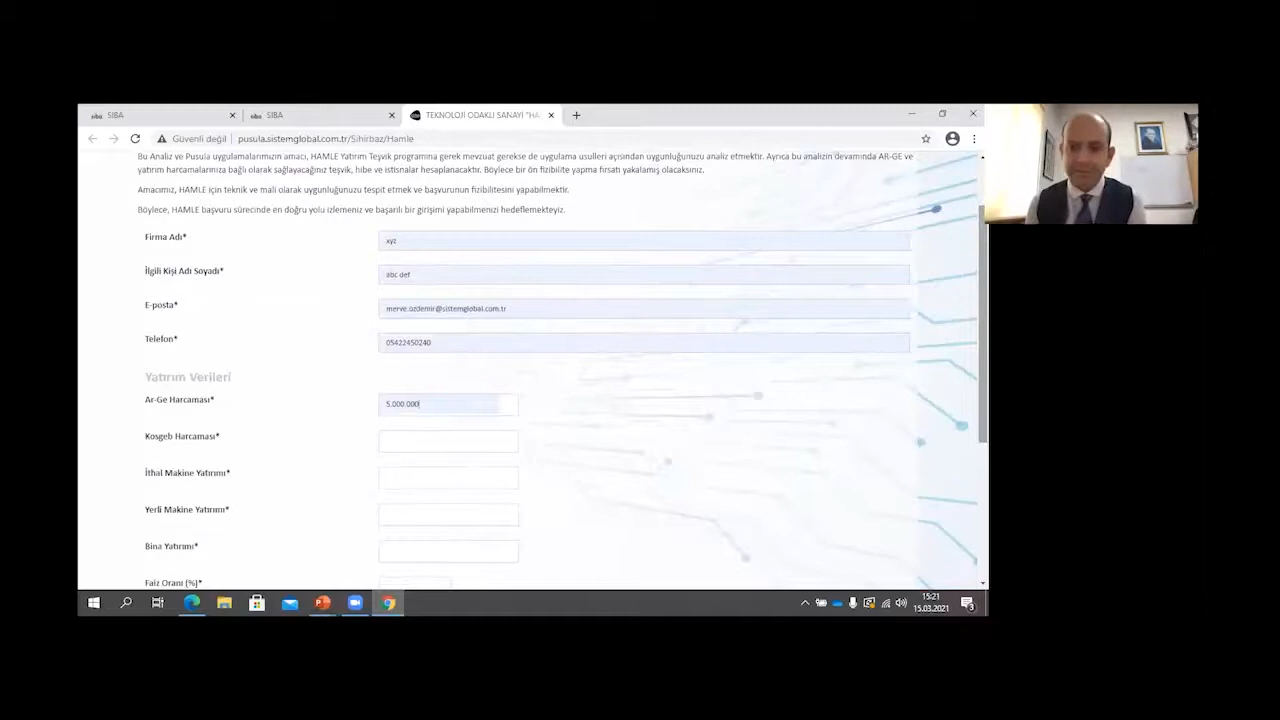 SIBA
SIBA
TEKNOLOJİ ODAKLI SANAYİ "HA
Güvenli değil
pusula.sistemglobal.com.tr/Sihirbaz/Hamle
Bu Analiz ve Pusula uygulamalarımızın amacı, HAMLE Yatırım Teşvik programına gerek mevzuat gerekse de uygulama usulleri açısından uygunluğunuzu analiz etmektir. Ayrıca bu analizin devamında AR-GE ve
yatırım harcamalarınıza bağlı olarak sağlayacağınız teşvik, hibe ve istisnalar hesaplanacaktır. Böylece bir ön fizibilite yapma fırsatı yakalamış olacaksınız.
Amacımız, HAMLE için teknik ve mali olarak uygunluğunuzu tespit etmek ve başvurunun fizibilitesini yapabilmektir.
Böylece, HAMLE başvuru sürecinde en doğru yolu izlemeniz ve başarılı bir girişimi yapabilmenizi hedeflemekteyiz.
Firma Adı*
xyz
İlgili Kişi Adı Soyadı*
abc def
E-posta*
merve.ozdemir@sistemglobal.com.tr
Telefon*
05422450240
Yatırım Verileri
Ar-Ge Harcaması*
5.000.000
Kosgeb Harcaması*
İthal Makine Yatırımı*
Yerli Makine Yatırımı*
Bina Yatırımı*
Faiz Oranı (%)*
15:21
15.03.2021
3